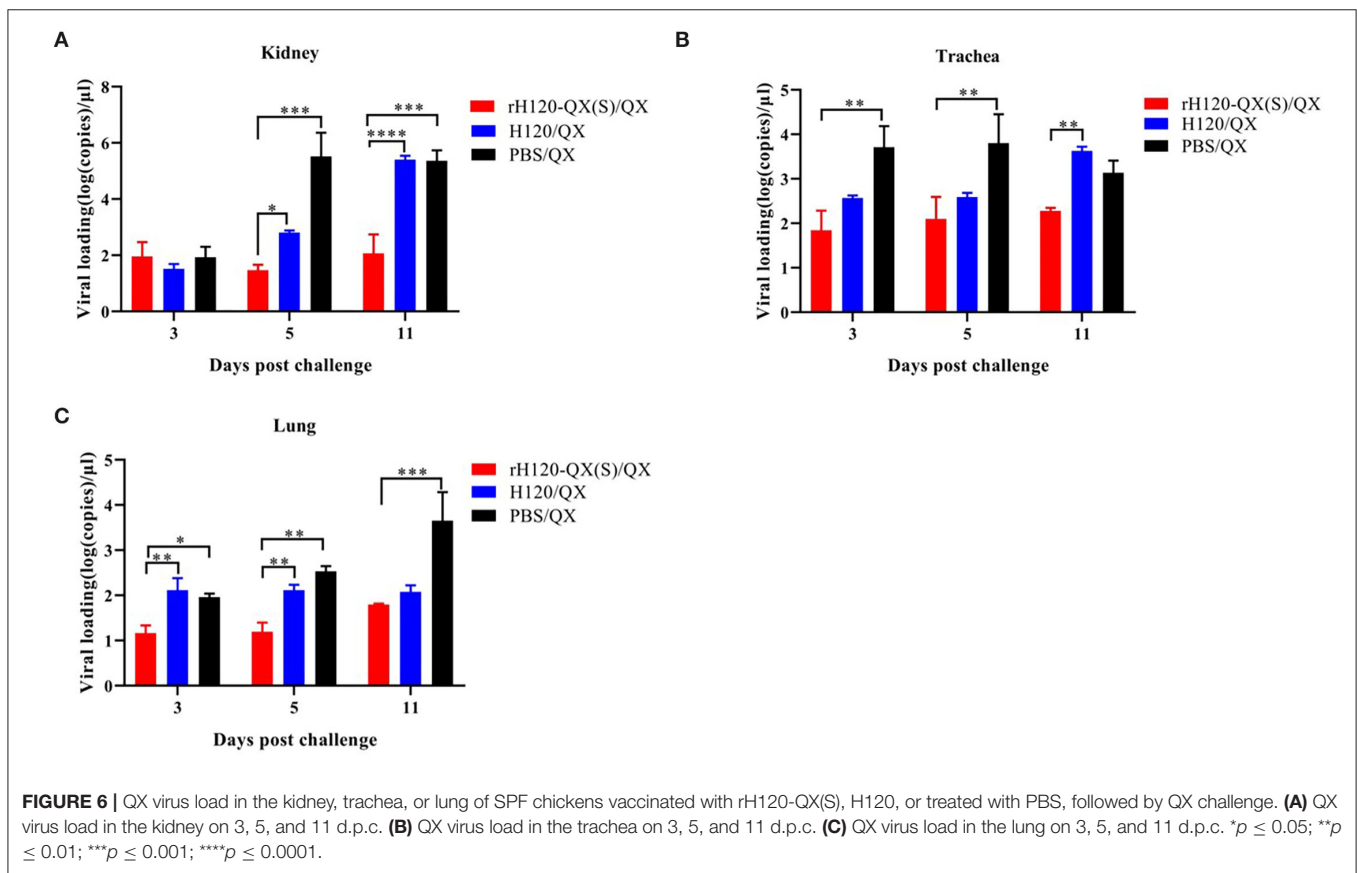 A
Kidney
Viral loading(log(copies)/μl)
8
6
4
2
0
***
*
***
****
3
5
11
Days post challenge
rH120-QX(S)/QX
H120/QX
PBS/QX
B
Trachea
Viral loading(log(copies)/μl)
5
4
3
2
1
0
**
**
**
3
5
11
Days post challenge
rH120-QX(S)/QX
H120/QX
PBS/QX
C
Lung
Viral loading(log(copies)/μl)
5
4
3
2
1
0
*
**
**
**
***
3
5
11
Days post challenge
rH120-QX(S)/QX
H120/QX
PBS/QX
FIGURE 6 | QX virus load in the kidney, trachea, or lung of SPF chickens vaccinated with rH120-QX(S), H120, or treated with PBS, followed by QX challenge. (A) QX
virus load in the kidney on 3, 5, and 11 d.p.c. (B) QX virus load in the trachea on 3, 5, and 11 d.p.c. (C) QX virus load in the lung on 3, 5, and 11 d.p.c. *p ≤ 0.05; **p
≤ 0.01; ***p ≤ 0.001; ****p ≤ 0.0001.